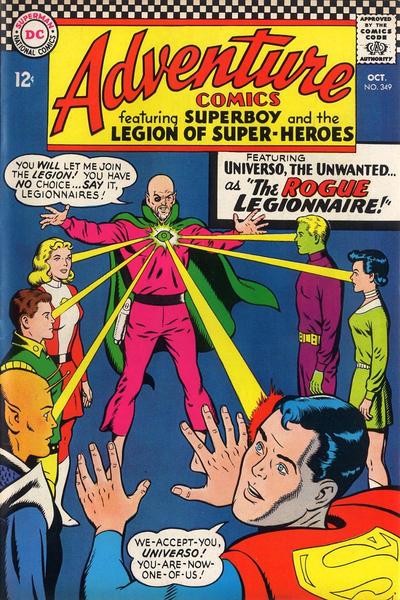 SUPERMAN
DC
NATIONAL COMICS
APPROVED
BY THE
COMICS
CODE
AUTHORITY
12¢
OCT.
NO. 349
Adventure
COMICS
featuring SUPERBOY and the
LEGION OF SUPER-HEROES
FEATURING
UNIVERSO, THE UNWANTED...
as "The ROGUE
LEGIONNAIRE!"
YOU WILL LET ME JOIN
THE LEGION! YOU HAVE
NO CHOICE...SAY IT,
LEGIONNAIRES!
WE-ACCEPT-YOU,
UNIVERSO!
YOU-ARE-NOW-
ONE-OF-US!